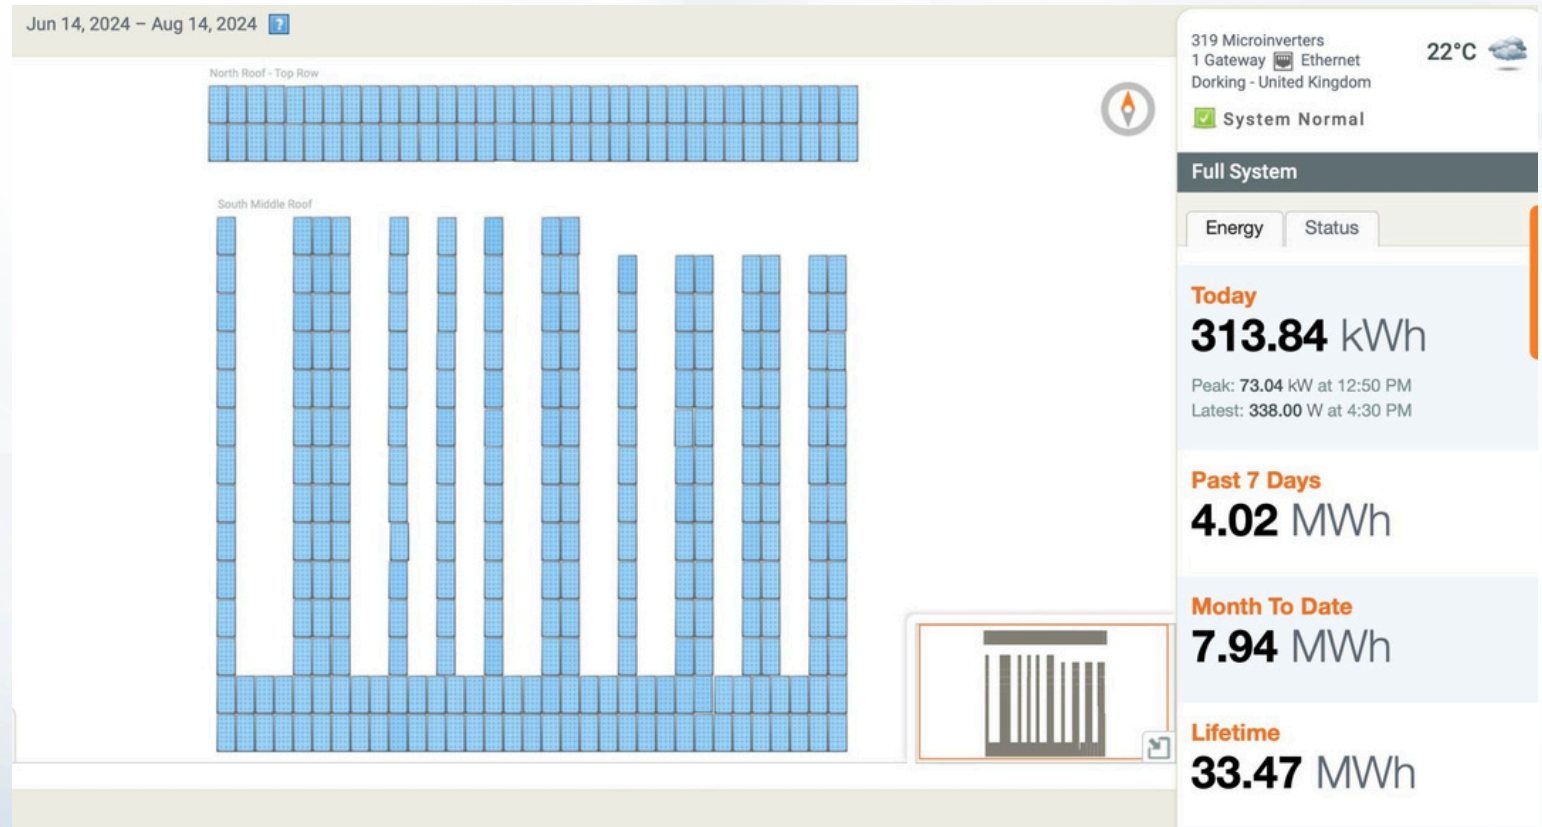 Jun 14, 2024 – Aug 14, 2024 ?
North Roof - Top Row
South Middle Roof
319 Microinverters
1 Gateway Ethernet
Dorking - United Kingdom
22°C
System Normal
Full System
Energy Status
Today
313.84 kWh
Peak: 73.04 kW at 12:50 PM
Latest: 338.00 W at 4:30 PM
Past 7 Days
4.02 MWh
Month To Date
7.94 MWh
Lifetime
33.47 MWh